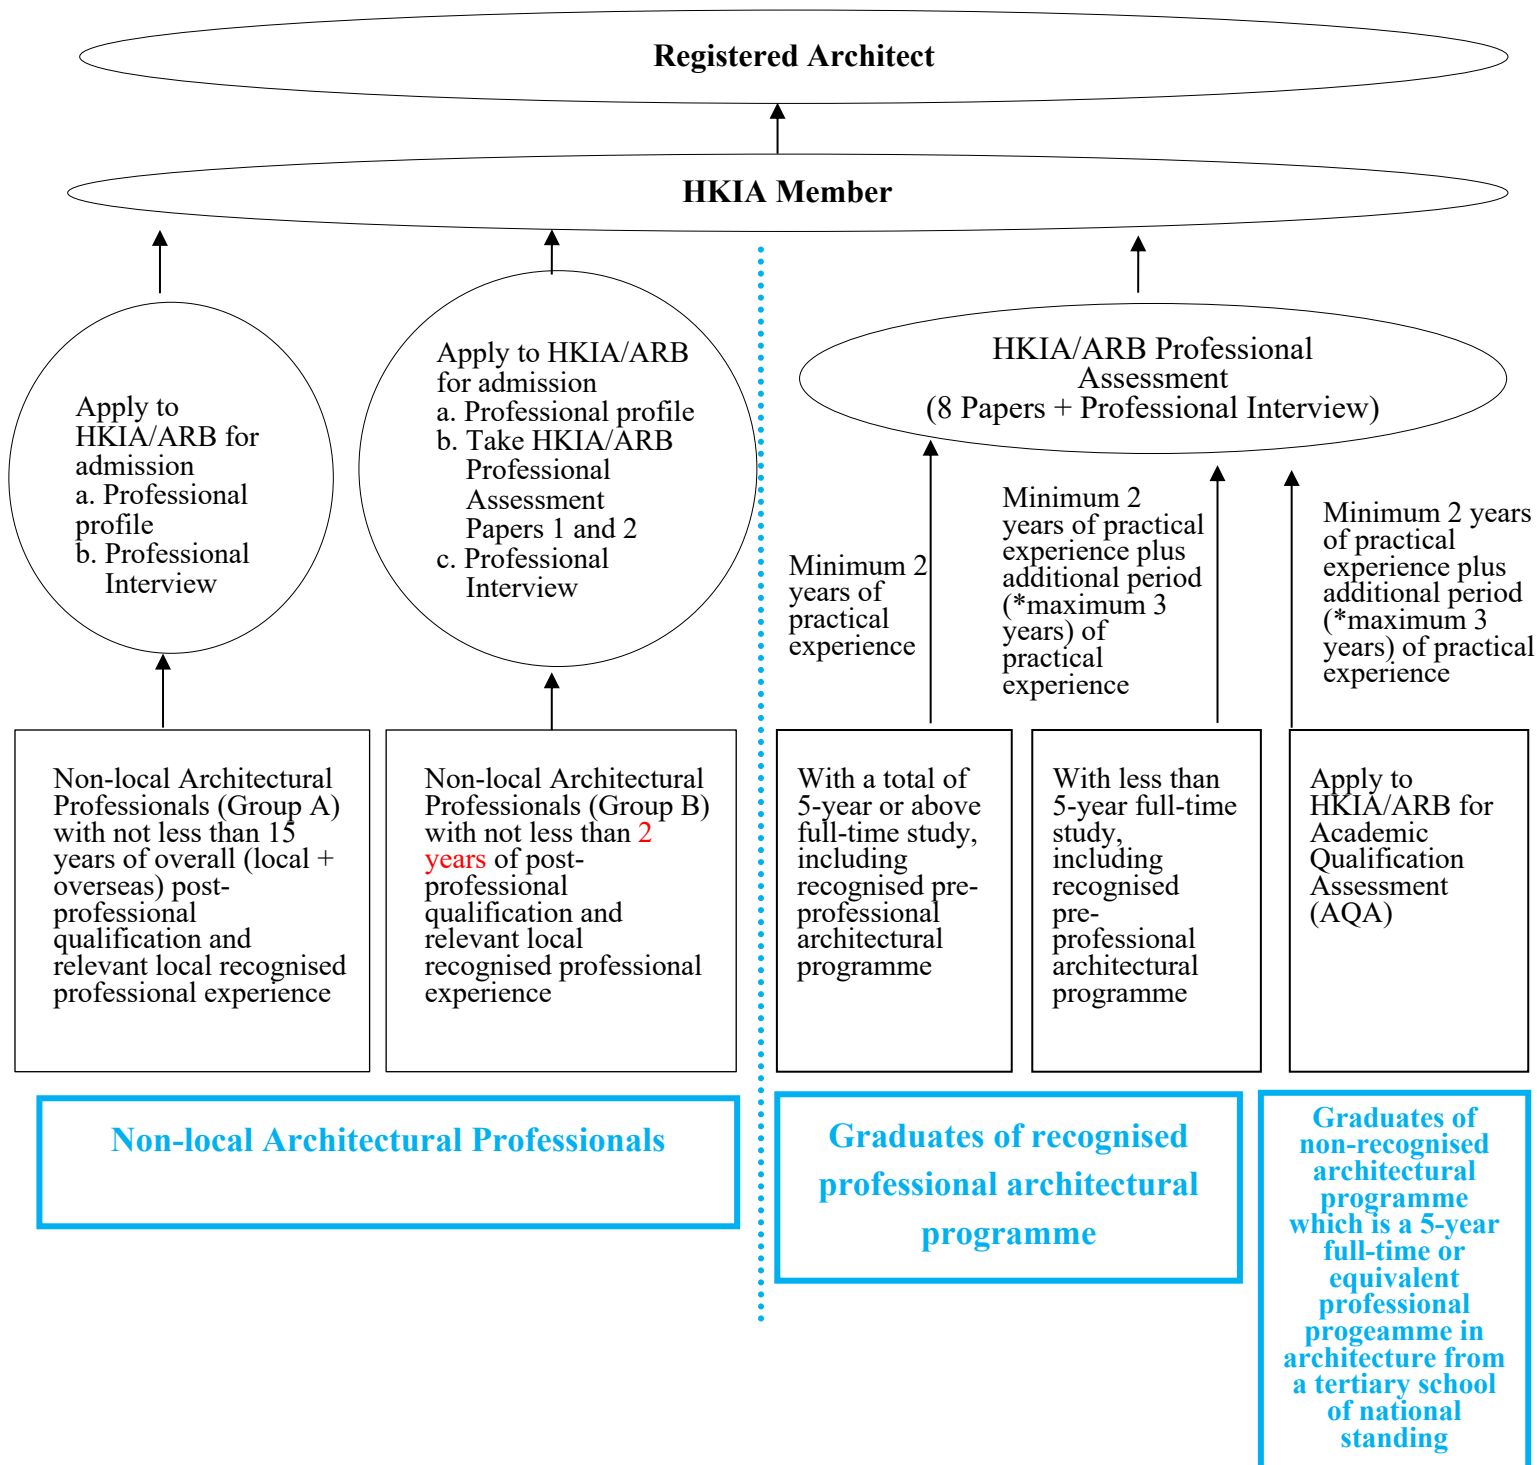 Registered Architect
HKIA Member
Apply to
HKIA/ARB for
admission
a. Professional
profile
b. Professional
Interview
Apply to HKIA/ARB
for admission
a. Professional profile
b. Take HKIA/ARB
Professional
Assessment
Papers 1 and 2
c. Professional
Interview
HKIA/ARB Professional
Assessment
(8 Papers + Professional Interview)
Minimum 2
years of
practical
experience
Minimum 2
years of practical
experience plus
additional period
(*maximum 3
years) of
practical
experience
Minimum 2 years
of practical
experience plus
additional period
(*maximum 3
years) of practical
experience
Non-local Architectural
Professionals (Group A)
with not less than 15
years of overall (local +
overseas) post-
professional
qualification and
relevant local recognised
professional experience
Non-local Architectural
Professionals (Group B)
with not less than 2
years of post-
professional
qualification and
relevant local
recognised professional
experience
With a total of
5-year or above
full-time study,
including
recognised pre-
professional
architectural
programme
With less than
5-year full-time
study,
including
recognised
pre-
professional
architectural
programme
Apply to
HKIA/ARB for
Academic
Qualification
Assessment
(AQA)
Non-local Architectural Professionals
Graduates of recognised
professional architectural
programme
Graduates of
non-recognised
architectural
programme
which is a 5-year
full-time or
equivalent
professional
progeamme in
architecture from
a tertiary school
of national
standing